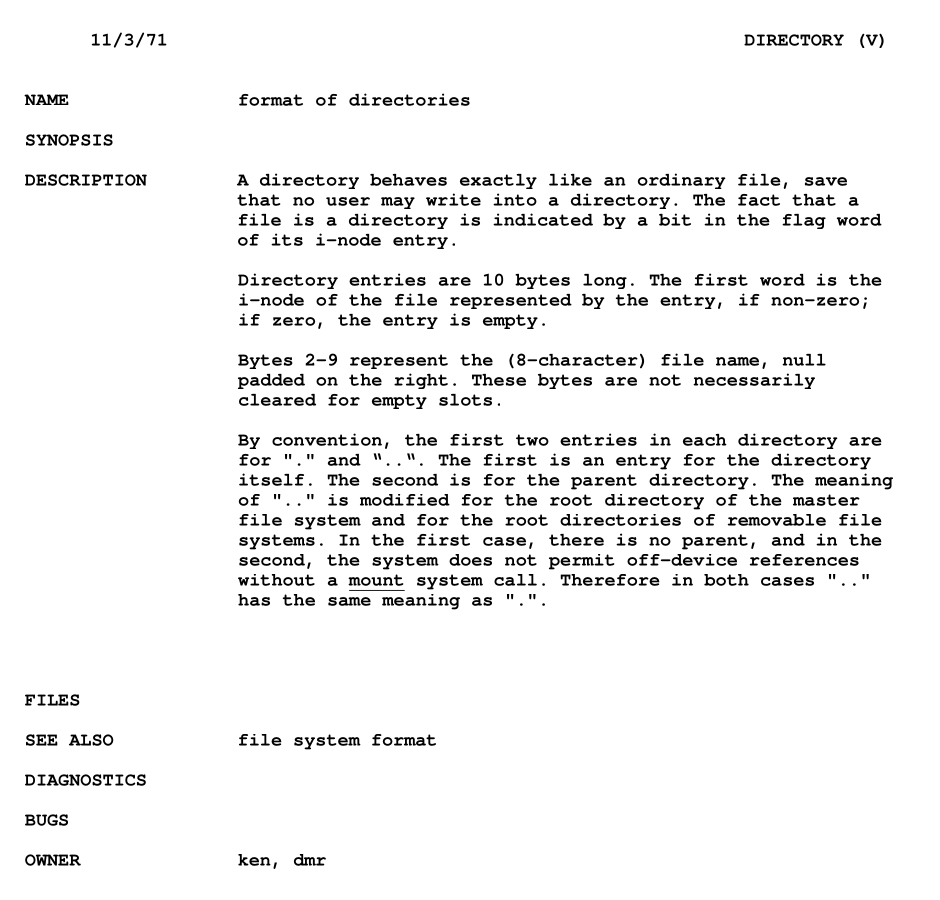 11/3/71 DIRECTORY (V)
NAME format of directories
SYNOPSIS
DESCRIPTION A directory behaves exactly like an ordinary file, save
that no user may write into a directory. The fact that a
file is a directory is indicated by a bit in the flag word
of its i-node entry.
Directory entries are 10 bytes long. The first word is the
i-node of the file represented by the entry, if non-zero;
if zero, the entry is empty.
Bytes 2-9 represent the (8-character) file name, null
padded on the right. These bytes are not necessarily
cleared for empty slots.
By convention, the first two entries in each directory are
for "." and “..“. The first is an entry for the directory
itself. The second is for the parent directory. The meaning
of ".." is modified for the root directory of the master
file system and for the root directories of removable file
systems. In the first case, there is no parent, and in the
second, the system does not permit off-device references
without a mount system call. Therefore in both cases ".."
has the same meaning as ".".
FILES
SEE ALSO file system format
DIAGNOSTICS
BUGS
OWNER ken, dmr